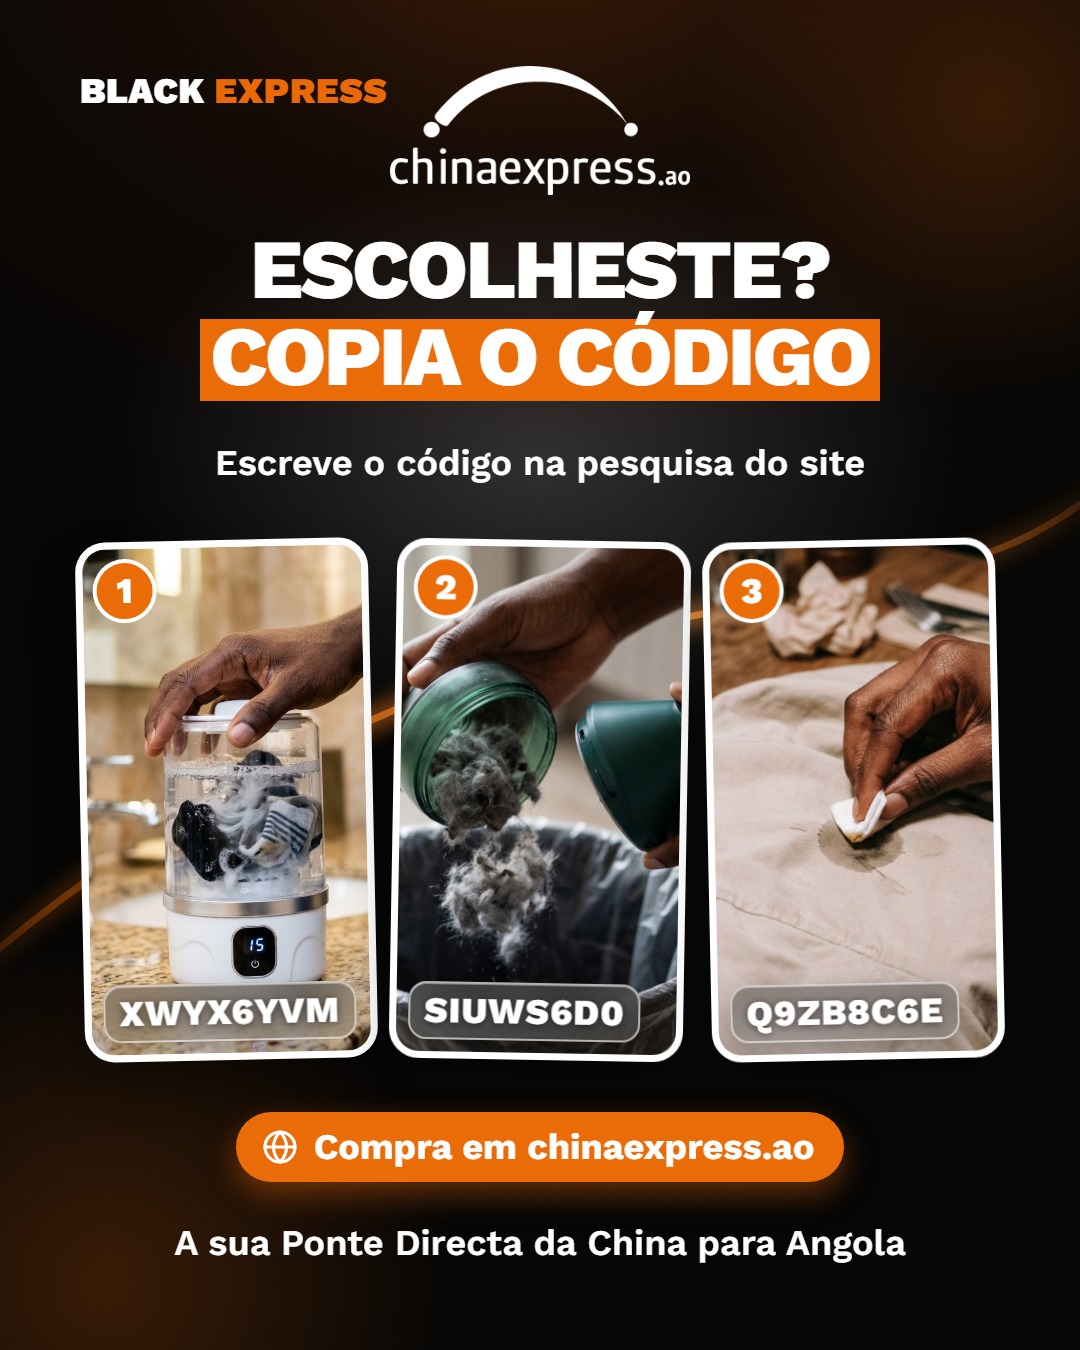 BLACK EXPRESS
chinaexpress.ao
ESCOLHESTE?
COPIA O CÓDIGO
Escreve o código na pesquisa do site
1
2
3
15
XWYX6YVM
SIUWS6D0
Q9ZB8C6E
Compra em chinaexpress.ao
A sua Ponte Directa da China para Angola